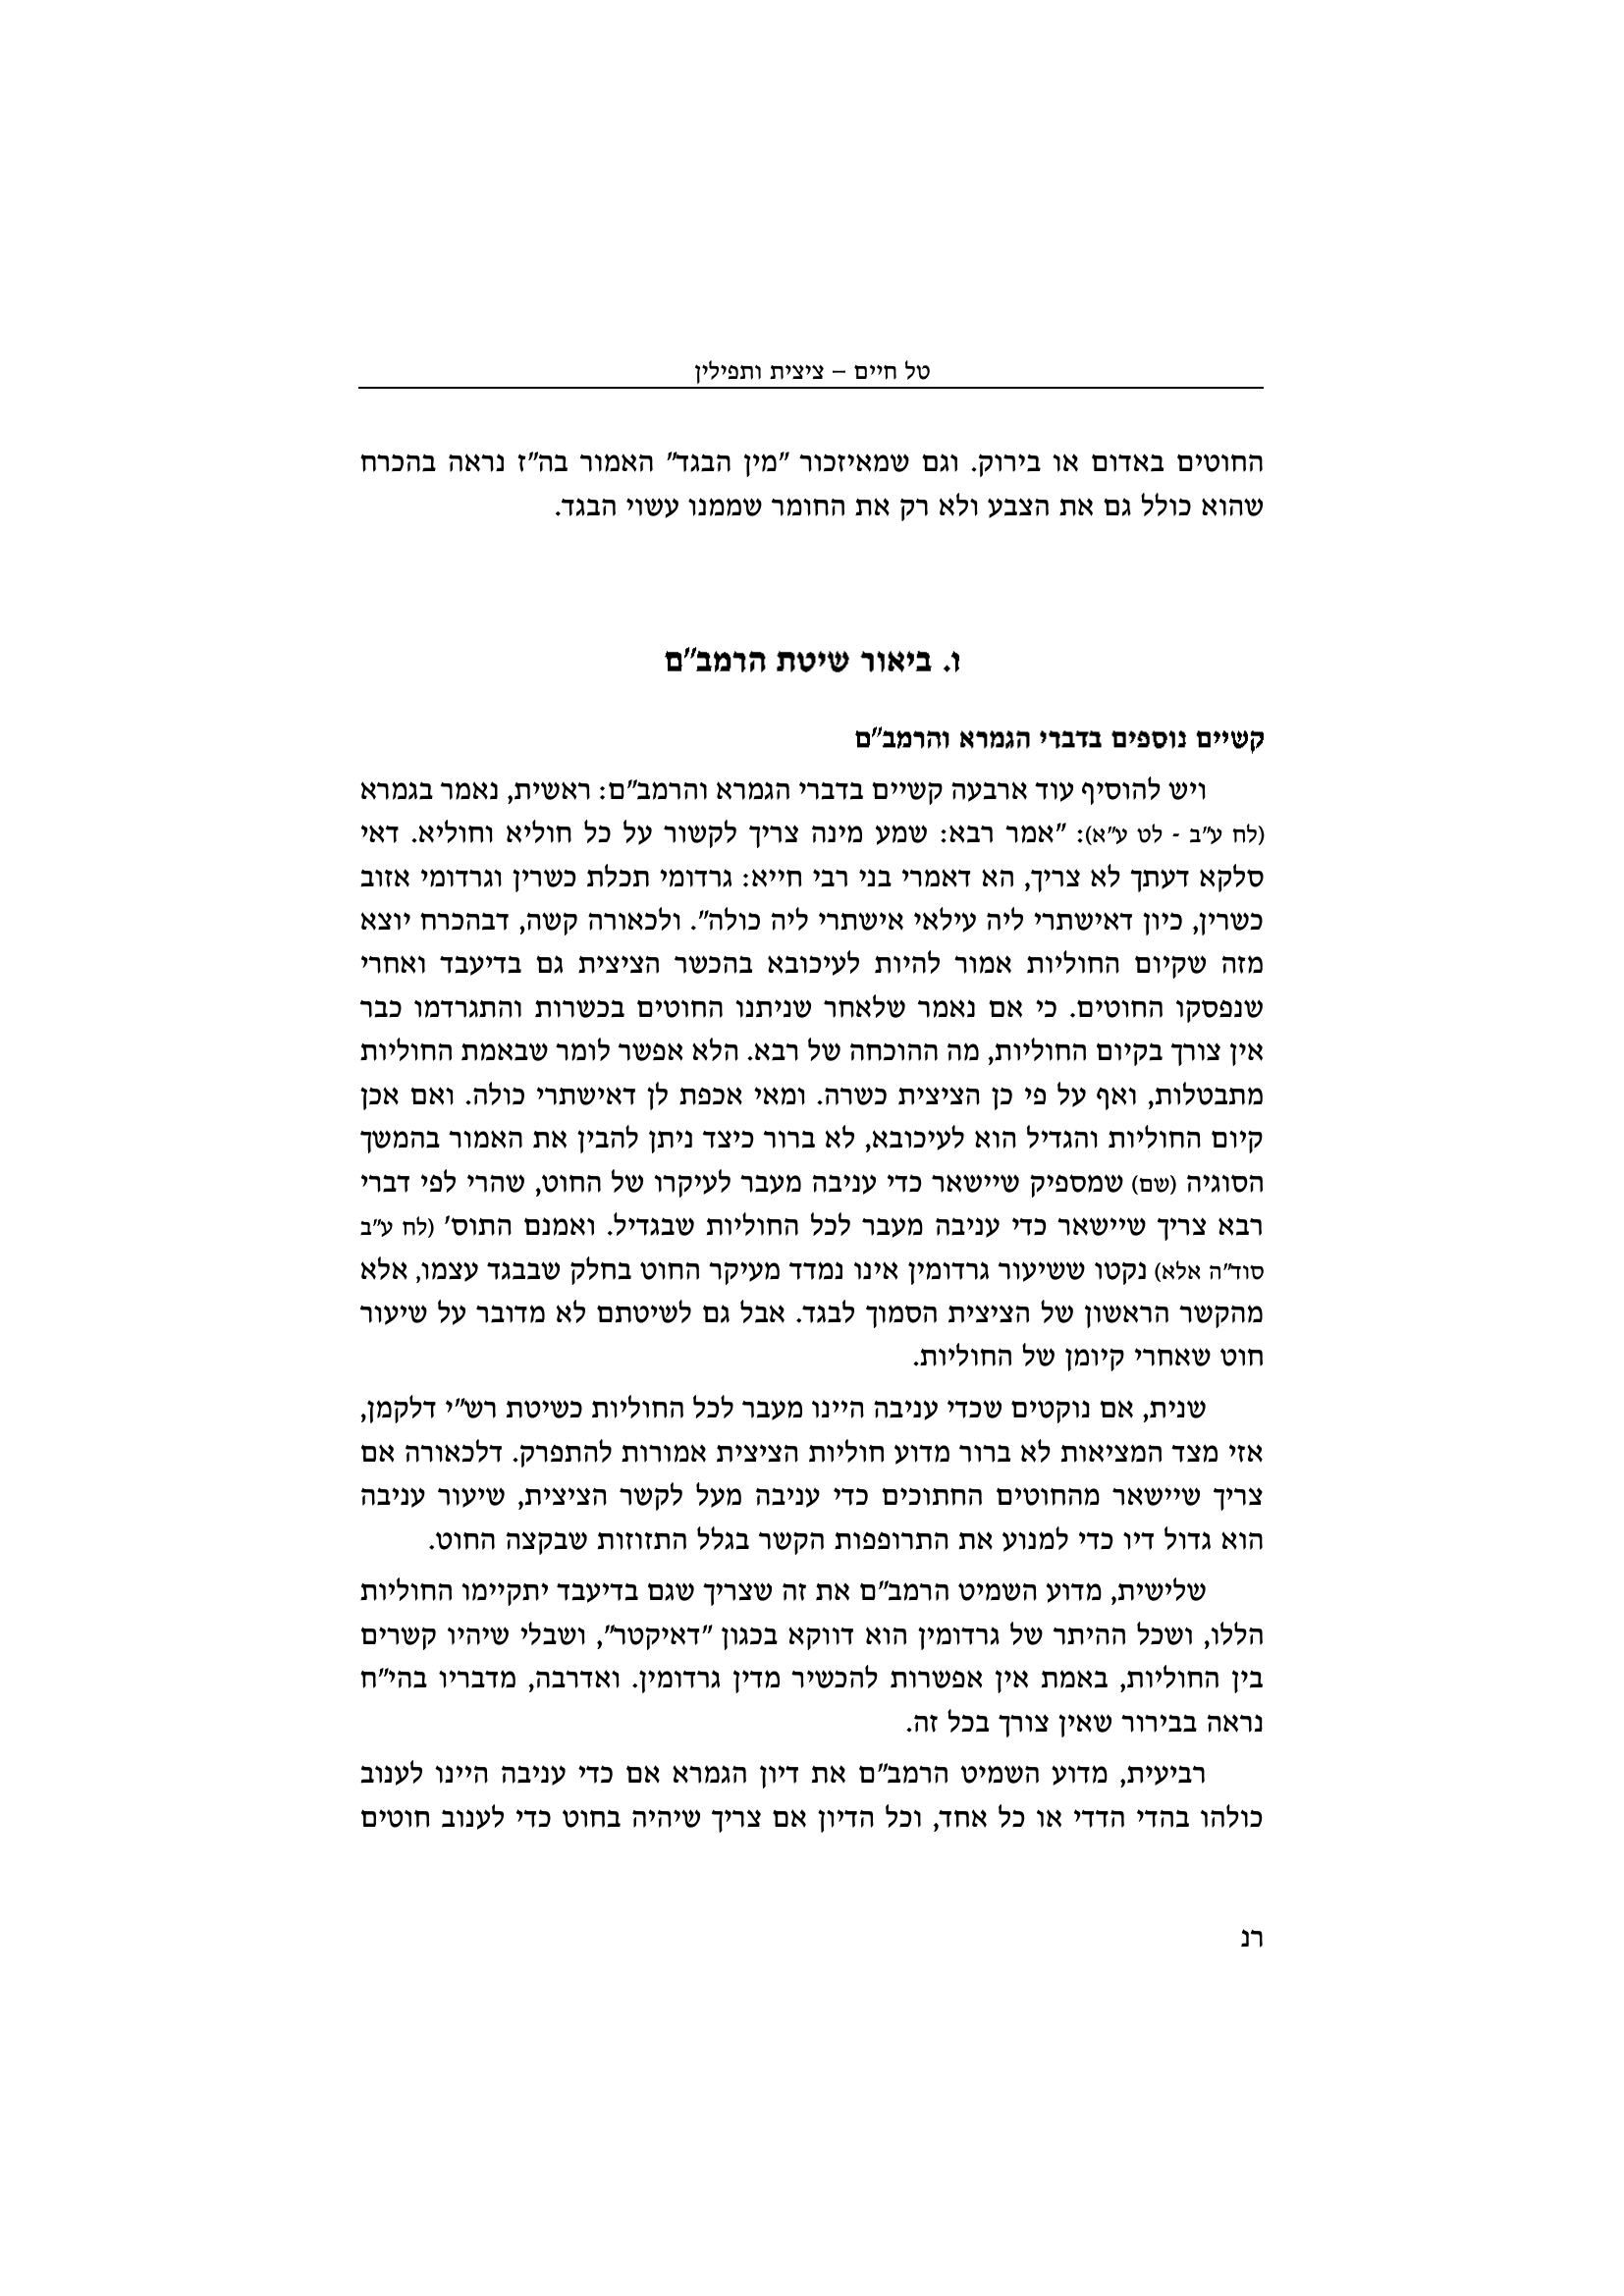 טל חיים – ציצית ותפילין
החוטים באדום או בירוק. וגם שמאיזכור "מין הבגד" האמור בה"ז נראה בהכרח
שהוא כולל גם את הצבע ולא רק את החומר שממנו עשוי הבגד.
ו. ביאור שיטת הרמב"ם
קשיים נוספים בדברי הגמרא והרמב"ם
ויש להוסיף עוד ארבעה קשיים בדברי הגמרא והרמב"ם: ראשית, נאמר בגמרא
(לח ע"ב - לט ע"א): "אמר רבא: שמע מינה צריך לקשור על כל חוליא וחוליא. דאי
סלקא דעתך לא צריך, הא דאמרי בני רבי חייא: גרדומי תכלת כשרין וגרדומי אזוב
כשרין, כיון דאישתרי ליה עילאי אישתרי ליה כולה". ולכאורה קשה, דבהכרח יוצא
מזה שקיום החוליות אמור להיות לעיכובא בהכשר הציצית גם בדיעבד ואחרי
שנפסקו החוטים. כי אם נאמר שלאחר שניתנו החוטים בכשרות והתגרדמו כבר
אין צורך בקיום החוליות, מה ההוכחה של רבא. הלא אפשר לומר שבאמת החוליות
מתבטלות, ואף על פי כן הציצית כשרה. ומאי אכפת לן דאישתרי כולה. ואם אכן
קיום החוליות והגדיל הוא לעיכובא, לא ברור כיצד ניתן להבין את האמור בהמשך
הסוגיה (שם) שמספיק שיישאר כדי עניבה מעבר לעיקרו של החוט, שהרי לפי דברי
רבא צריך שיישאר כדי עניבה מעבר לכל החוליות שבגדיל. ואמנם התוס' (לח ע"ב
סוד"ה אלא) נקטו ששיעור גרדומין אינו נמדד מעיקר החוט בחלק שבבגד עצמו, אלא
מהקשר הראשון של הציצית הסמוך לבגד. אבל גם לשיטתם לא מדובר על שיעור
חוט שאחרי קיומן של החוליות.
שנית, אם נוקטים שכדי עניבה היינו מעבר לכל החוליות כשיטת רש"י דלקמן,
אזי מצד המציאות לא ברור מדוע חוליות הציצית אמורות להתפרק. דלכאורה אם
צריך שיישאר מהחוטים החתוכים כדי עניבה מעל לקשר הציצית, שיעור עניבה
הוא גדול דיו כדי למנוע את התרופפות הקשר בגלל התזוזות שבקצה החוט.
שלישית, מדוע השמיט הרמב"ם את זה שצריך שגם בדיעבד יתקיימו החוליות
הללו, ושכל ההיתר של גרדומין הוא דווקא בכגון "דאיקטר", ושבלי שיהיו קשרים
בין החוליות, באמת אין אפשרות להכשיר מדין גרדומין. ואדרבה, מדבריו בהי"ח
נראה בבירור שאין צורך בכל זה.
רביעית, מדוע השמיט הרמב"ם את דיון הגמרא אם כדי עניבה היינו לענוב
כולהו בהדי הדדי או כל אחד, וכל הדיון אם צריך שיהיה בחוט כדי לענוב חוטים
רנ